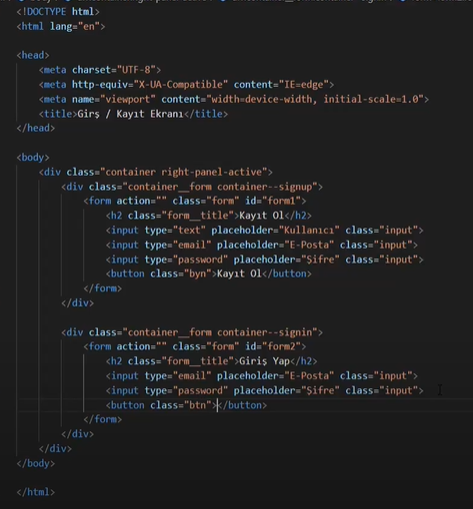 <!DOCTYPE html>
<html lang="en">
<head>
<meta charset="UTF-8">
<meta http-equiv="X-UA-Compatible" content="IE=edge">
<meta name="viewport" content="width=device-width, initial-scale=1.0">
<title>Girş / Kayıt Ekranı</title>
</head>
<body>
<div class="container right-panel-active">
<div class="container__form container--signup">
<form action="" class="form" id="form1">
<h2 class="form__title">Kayıt Ol</h2>
<input type="text" placeholder="Kullanıcı" class="input">
<input type="email" placeholder="E-Posta" class="input">
<input type="password" placeholder="Şifre" class="input">
<button class="byn">Kayıt Ol</button>
</form>
</div>
<div class="container__form container--signin">
<form action="" class="form" id="form2">
<h2 class="form__title">Giriş Yap</h2>
<input type="email" placeholder="E-Posta" class="input">
<input type="password" placeholder="Şifre" class="input">
<button class="btn"></button>
</form>
</div>
</div>
</body>
</html>